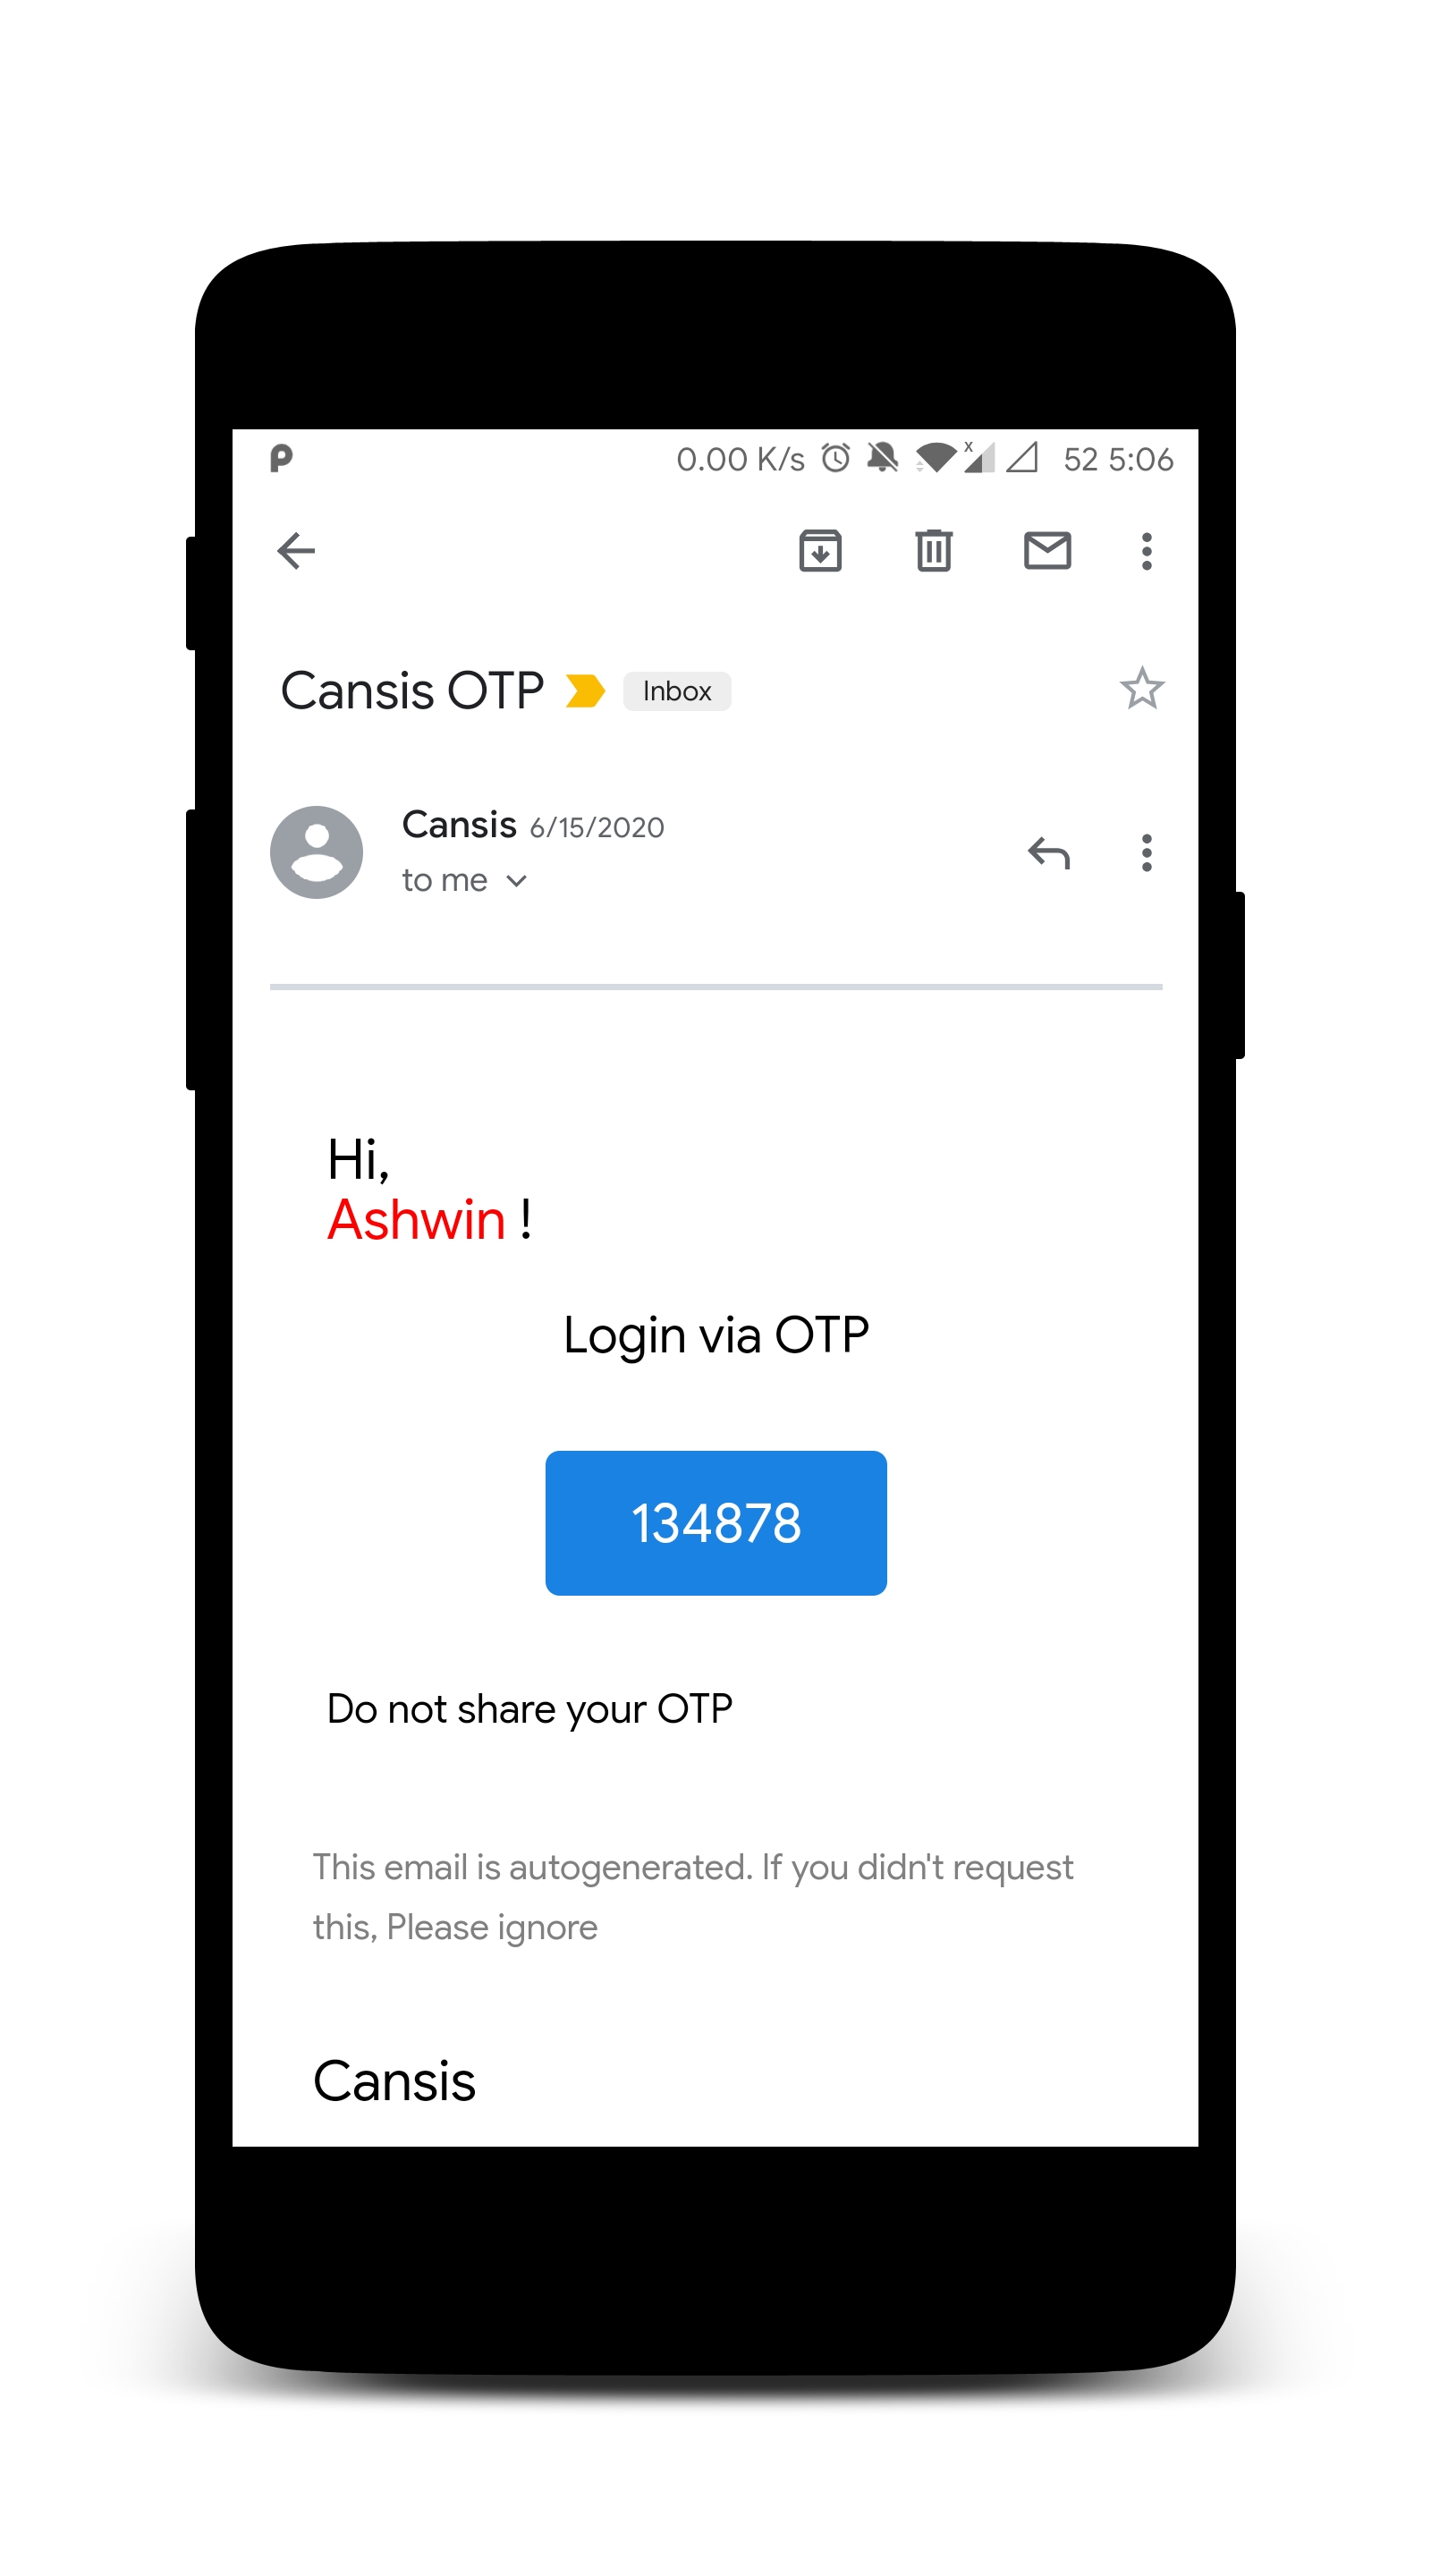 0.00 K/s 52 5:06
Cansis OTP Inbox
Cansis 6/15/2020
to me
Hi,
Ashwin !
Login via OTP
134878
Do not share your OTP
This email is autogenerated. If you didn't request
this, Please ignore
Cansis